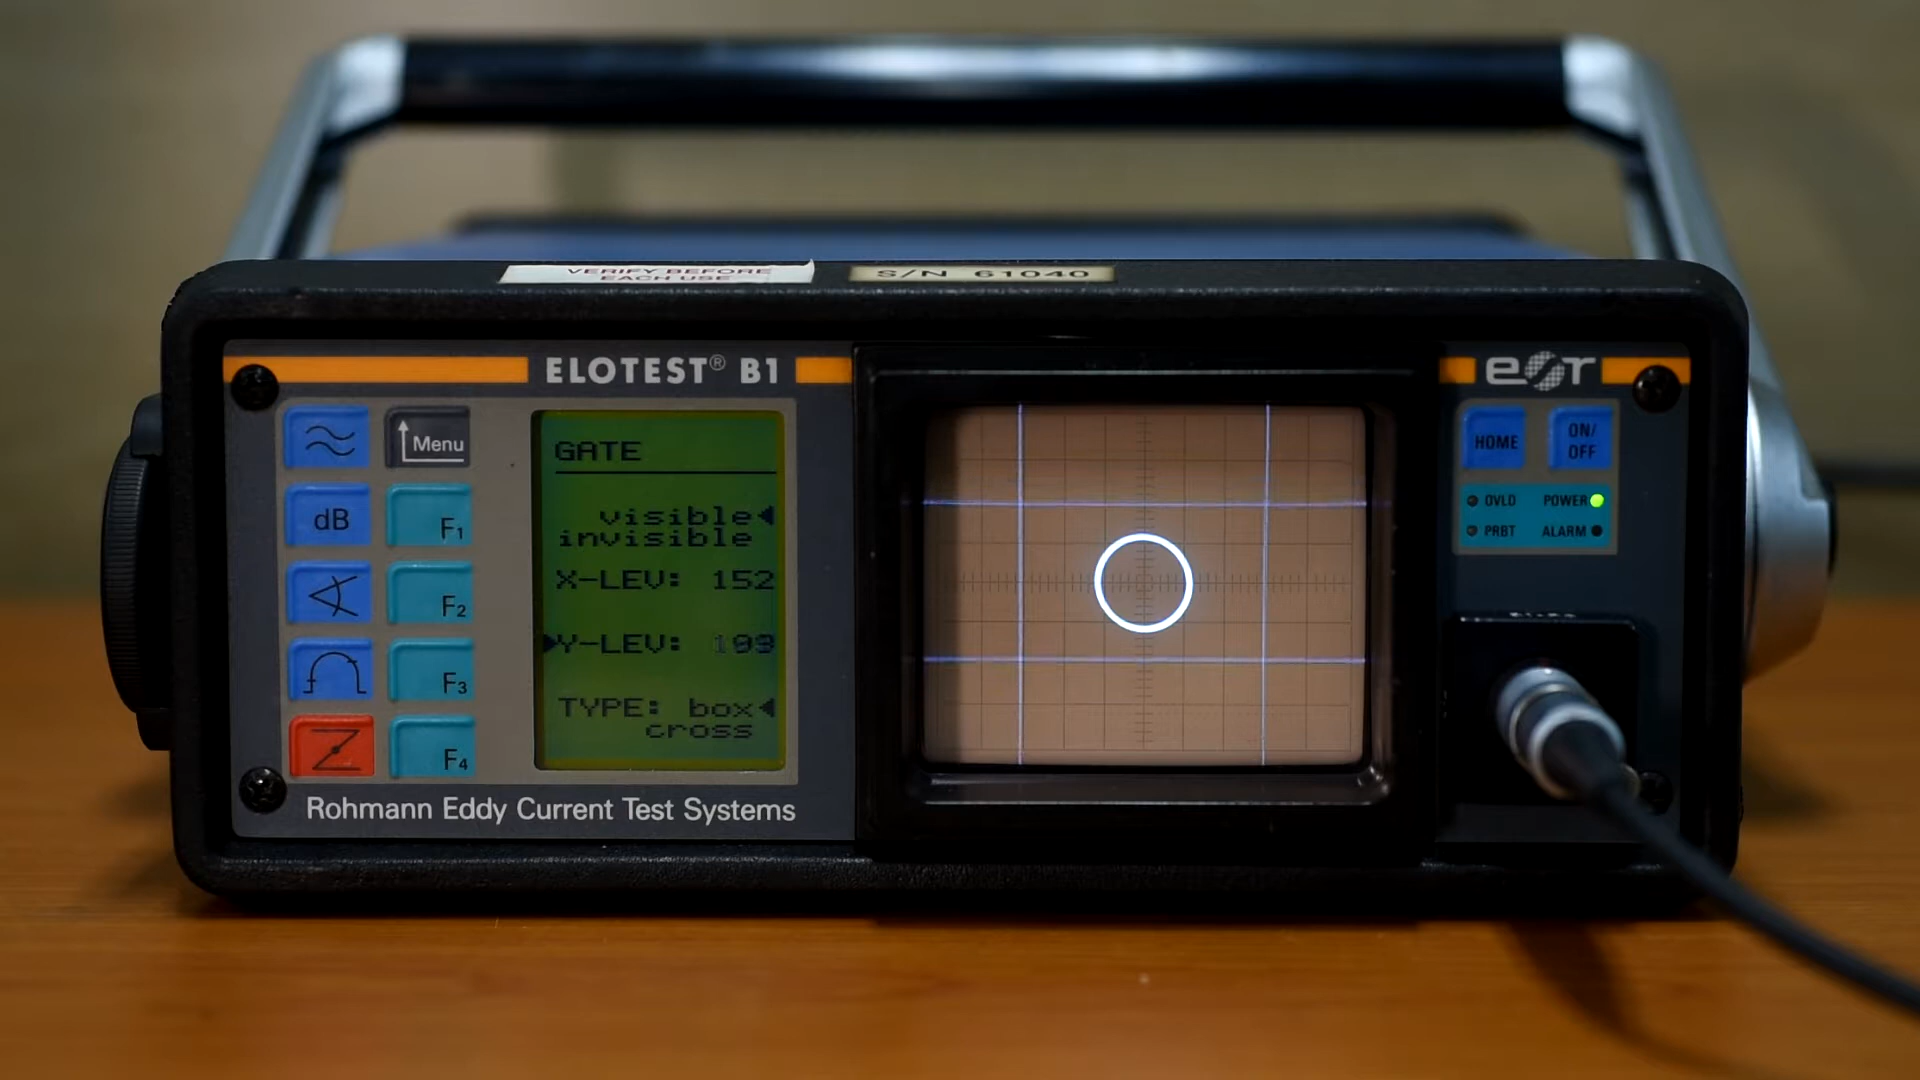 VERIFY BEFORE
EACH USE
S/N 61040
ELOTEST® B1
Menu
dB
F1
F2
F3
F4
GATE
visible
invisible
X-LEV: 152
Y-LEV:
TYPE: box
cross
Rohmann Eddy Current Test Systems
HOME
ON/
OFF
OVLD POWER
PRBT ALARM